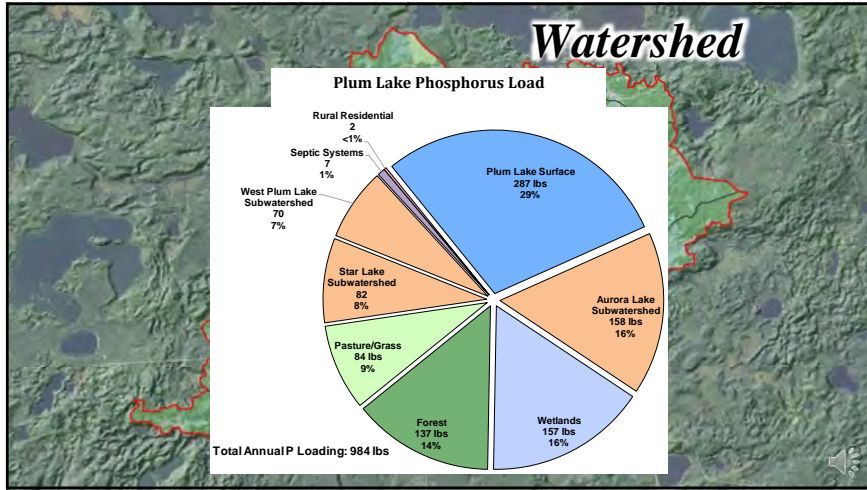 Watershed
Plum Lake Phosphorus Load
Rural Residential
2
<1%
Septic Systems
7
1%
West Plum Lake
Subwatershed
70
7%
Plum Lake Surface
287 lbs
29%
Star Lake
Subwatershed
82
8%
Aurora Lake
Subwatershed
158 lbs
16%
Pasture/Grass
84 lbs
9%
Forest
137 lbs
14%
Wetlands
157 lbs
16%
Total Annual P Loading: 984 lbs